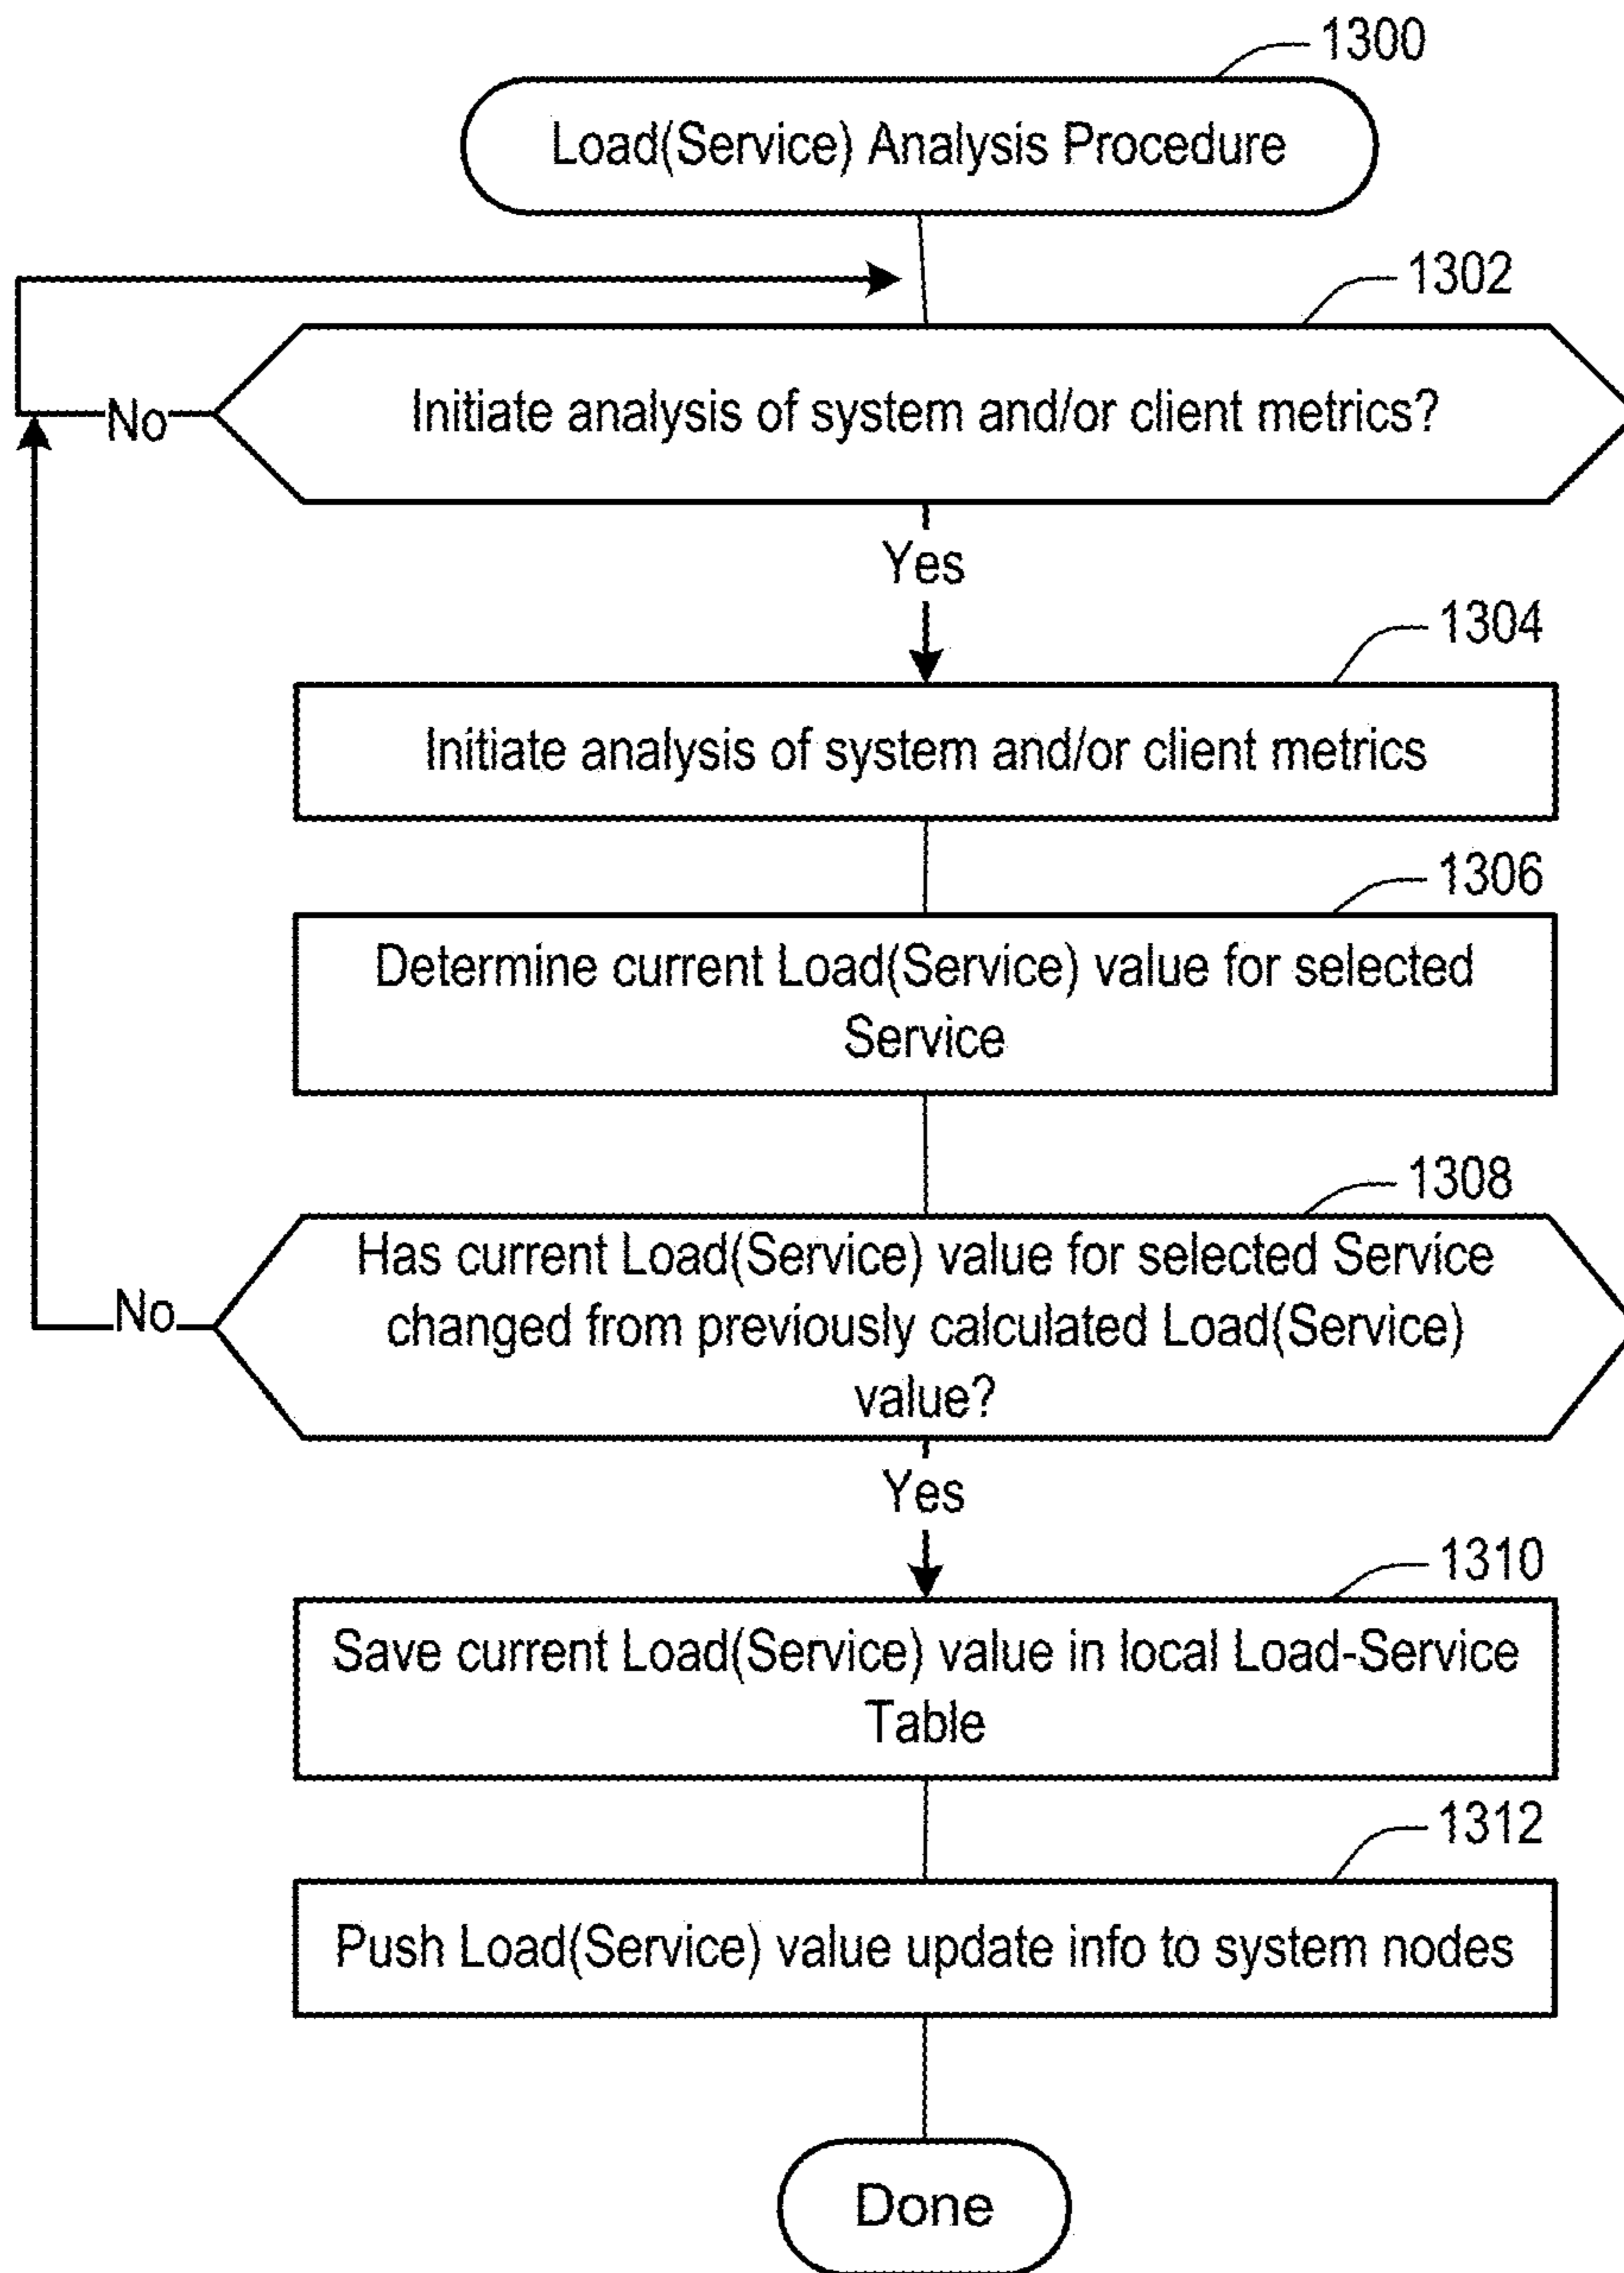 1300
Load(Service) Analysis Procedure
1302
Initiate analysis of system and/or client metrics?
No
Yes
1304
Initiate analysis of system and/or client metrics
1306
Determine current Load(Service) value for selected
Service
1308
Has current Load(Service) value for selected Service
changed from previously calculated Load(Service)
value?
No
Yes
1310
Save current Load(Service) value in local Load-Service
Table
1312
Push Load(Service) value update info to system nodes
Done